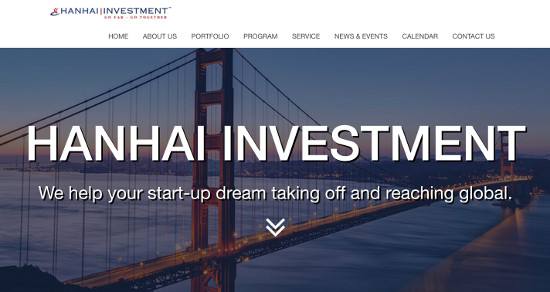 HANHAI|INVESTMENT™
GO FAR - GO TOGETHER
HOME ABOUT US PORTFOLIO PROGRAM SERVICE NEWS & EVENTS CALENDAR CONTACT US
HANHAI INVESTMENT
We help your start-up dream taking off and reaching global.